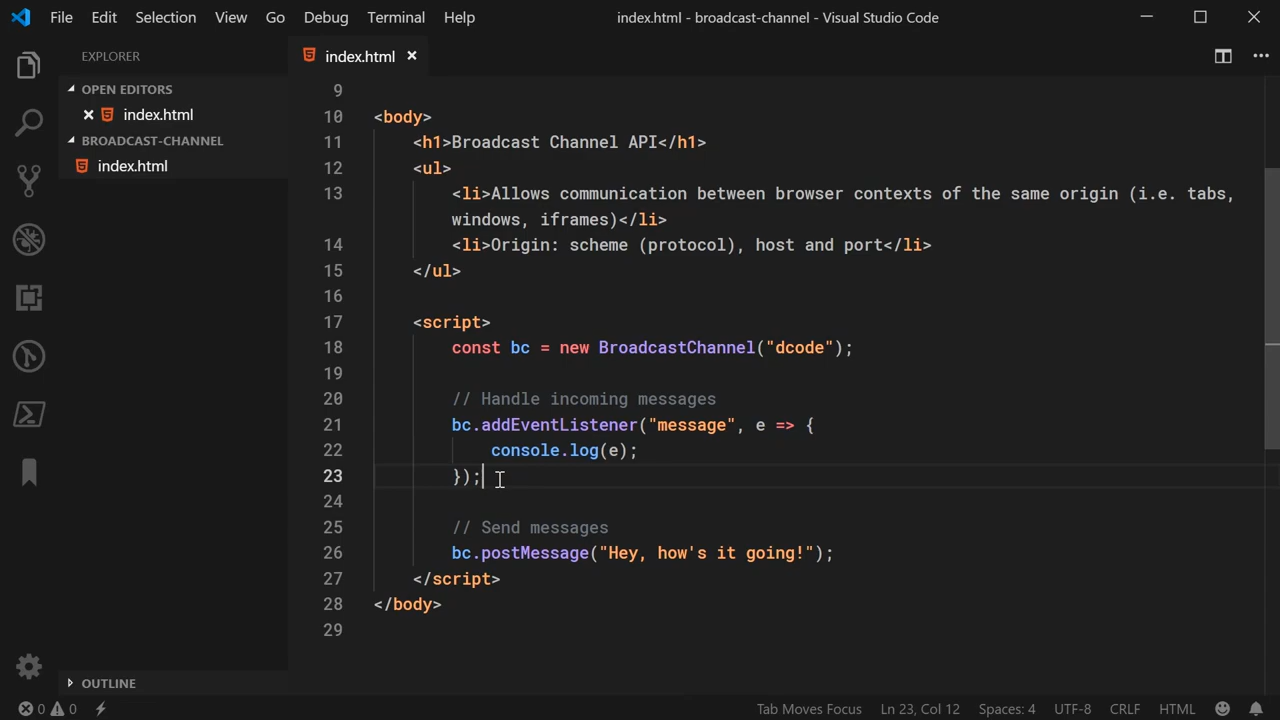 File Edit Selection View Go Debug Terminal Help index.html - broadcast-channel - Visual Studio Code
EXPLORER
OPEN EDITORS
index.html
BROADCAST-CHANNEL
index.html
OUTLINE
index.html
9
10 <body>
11 <h1>Broadcast Channel API</h1>
12 <ul>
13 <li>Allows communication between browser contexts of the same origin (i.e. tabs,
windows, iframes)</li>
14 <li>Origin: scheme (protocol), host and port</li>
15 </ul>
16
17 <script>
18 const bc = new BroadcastChannel("dcode");
19
20 // Handle incoming messages
21 bc.addEventListener("message", e => {
22 console.log(e);
23 });
24
25 // Send messages
26 bc.postMessage("Hey, how's it going!");
27 </script>
28 </body>
29
0 0 Tab Moves Focus Ln 23, Col 12 Spaces: 4 UTF-8 CRLF HTML